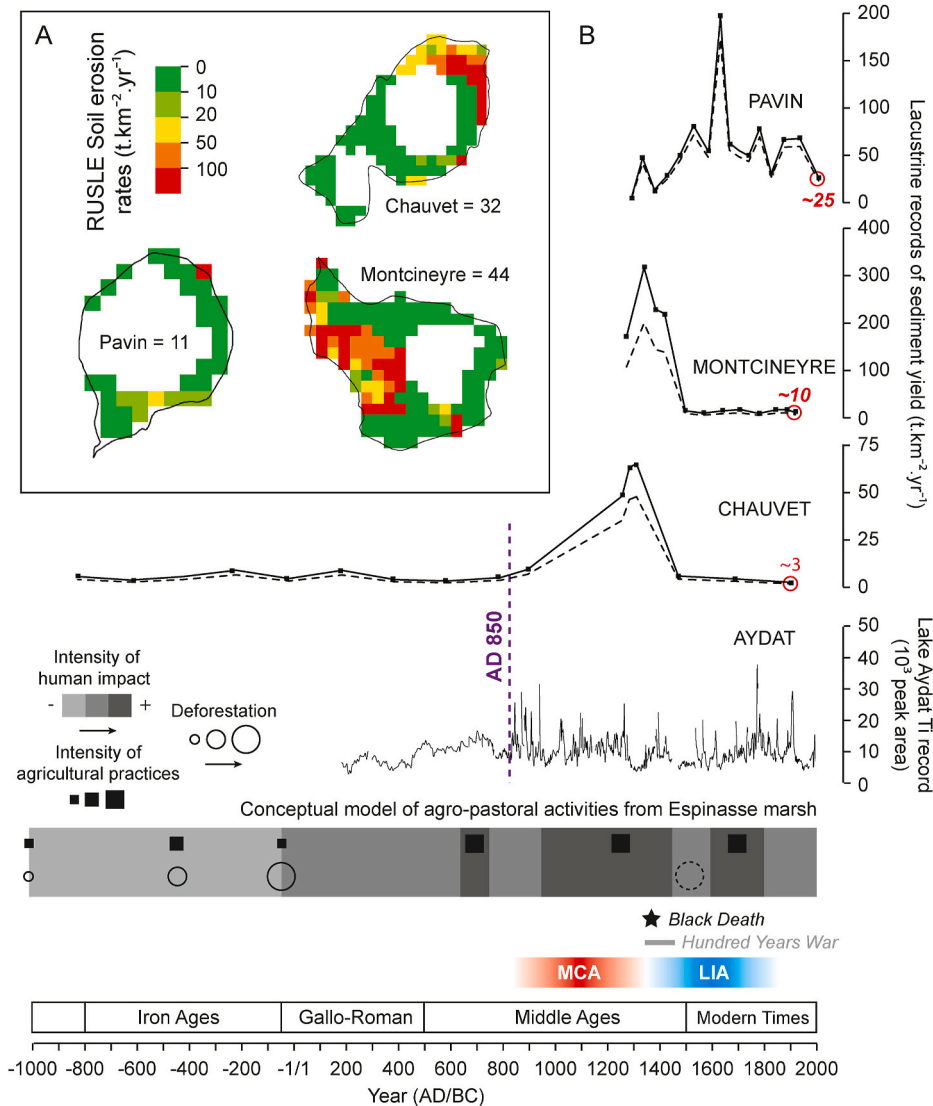 A
RUSLE Soil erosion
rates (t.km⁻².yr⁻¹)
0
10
20
50
100
Chauvet = 32
Pavin = 11
Montcineyre = 44
B
200
150
100
50
0
PAVIN
~25
400
300
200
100
0
MONTCINEYRE
~10
75
50
25
0
CHAUVET
~3
Lacustrine records of sediment yield (t.km⁻².yr⁻¹)
AD 850
50
40
30
20
10
0
AYDAT
Lake Aydat Ti record
(10³ peak area)
Intensity of
human impact
- +
Intensity of
agricultural practices
Deforestation
Conceptual model of agro-pastoral activities from Espinasse marsh
Black Death
Hundred Years War
MCA LIA
Iron Ages Gallo-Roman Middle Ages Modern Times
-1000 -800 -600 -400 -200 -1/1 200 400 600 800 1000 1200 1400 1600 1800 2000
Year (AD/BC)